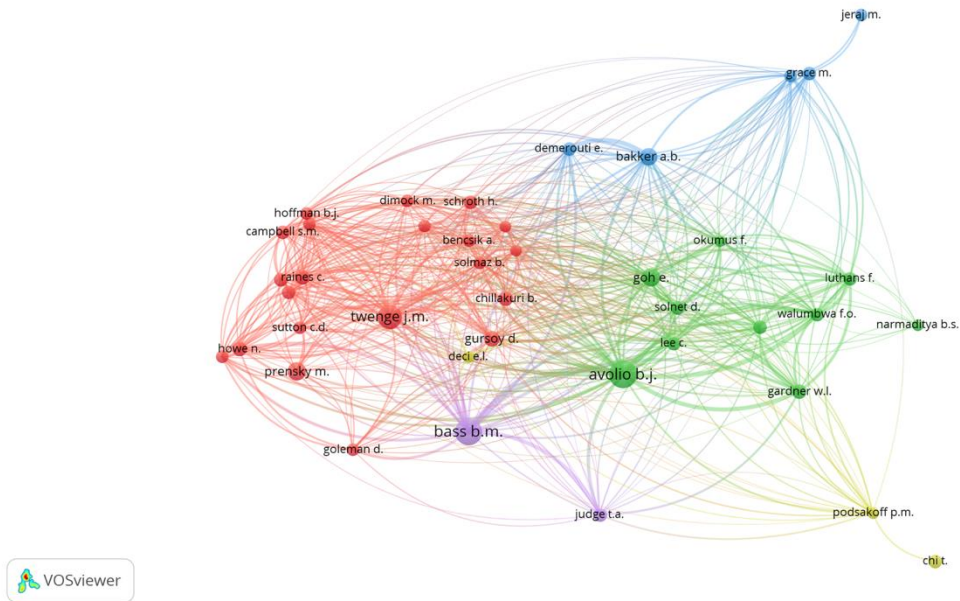 jeraj m.
grace m.
demerouti e.
bakker a.b.
dimock m.
schroth h.
hoffman b.j.
campbell s.m.
bencsik a.
okumus f.
solmaz b.
raines c.
goh e.
luthans f.
chillakuri b.
solnet d.
twenge j.m.
walumbwa f.o.
narmaditya b.s.
sutton c.d.
gursoy d.
lee c.
howe n.
deci e.l.
prensky m.
avolio b.j.
gardner w.l.
bass b.m.
goleman d.
judge t.a.
podsakoff p.m.
chi t.
VOSviewer